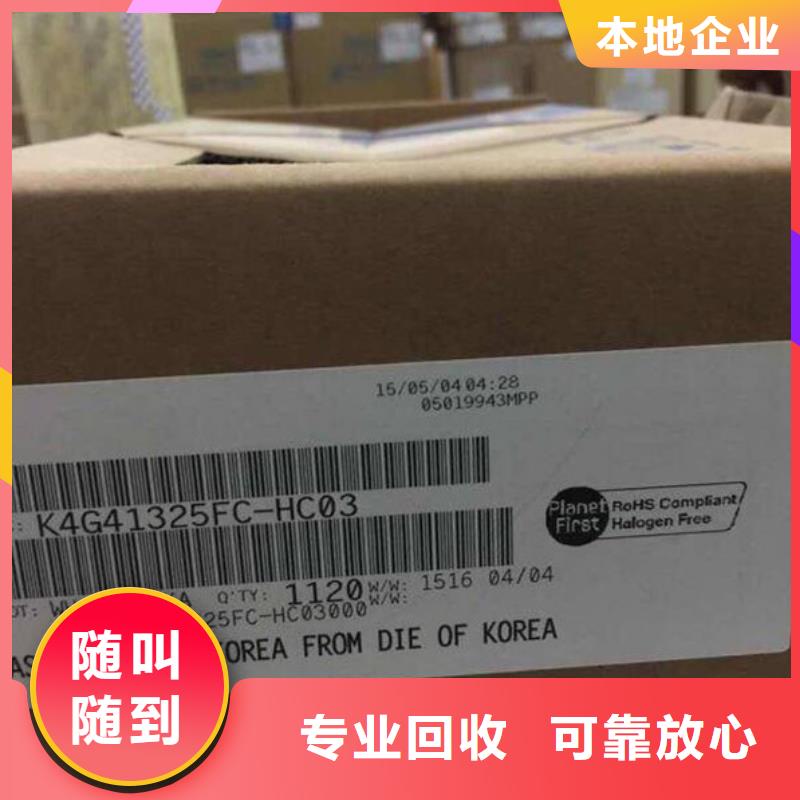 本地企业
15/05/04 04:28
05019943MPP
: K4G41325FC-HC03
Planet First
RoHS Compliant
Halogen Free
OT: Q'TY: 1120 W/W: 1516 04/04
25FC-HC03000 W/W:
OREA FROM DIE OF KOREA
随叫
随到
专业回收 可靠放心